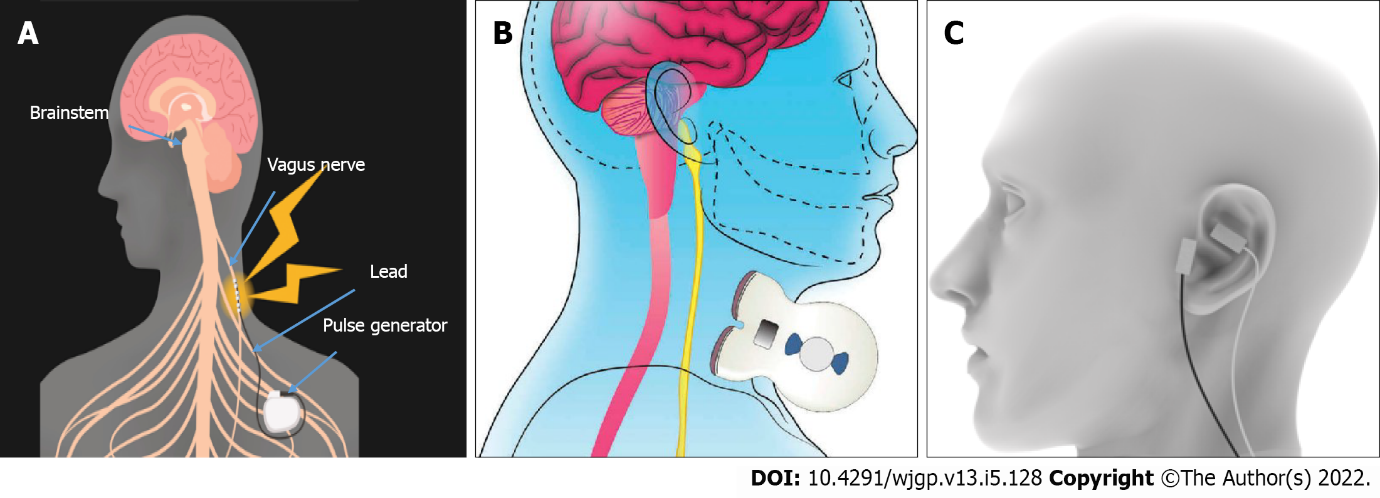 A
B
C
Brainstem
Vagus nerve
Lead
Pulse generator
DOI: 10.4291/wjgp.v13.i5.128 Copyright ©The Author(s) 2022.